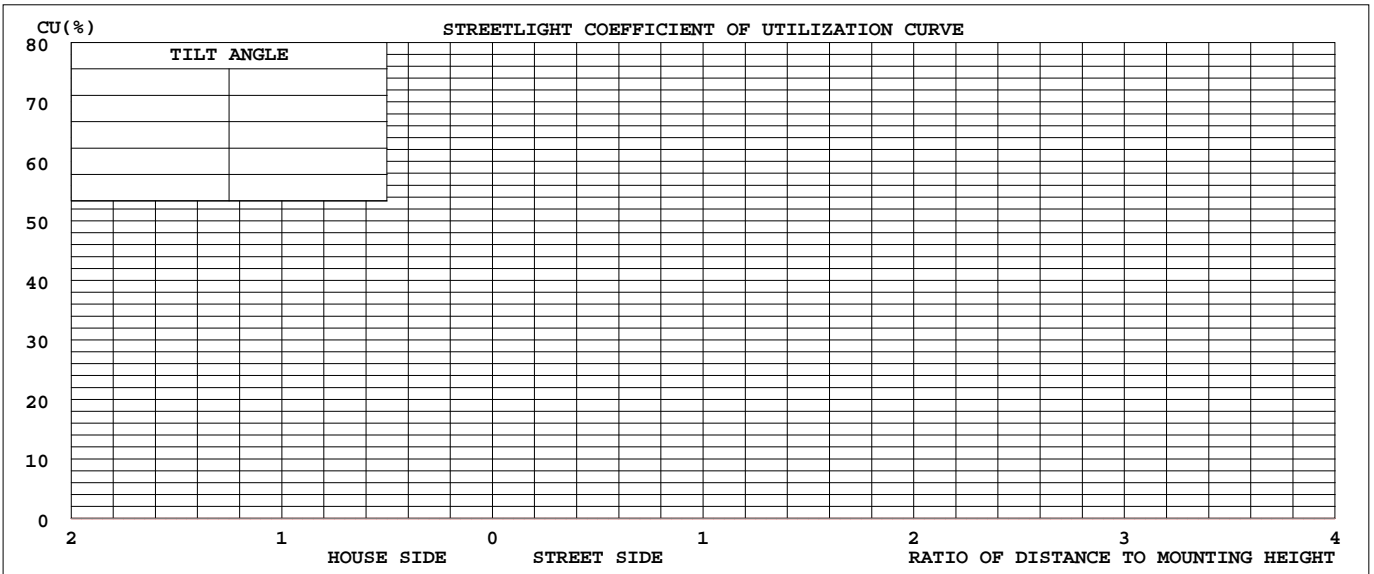 CU(%) STREETLIGHT COEFFICIENT OF UTILIZATION CURVE
80
TILT ANGLE
70
60
50
40
30
20
10
0
2 1 0 1 2 3 4
HOUSE SIDE STREET SIDE RATIO OF DISTANCE TO MOUNTING HEIGHT